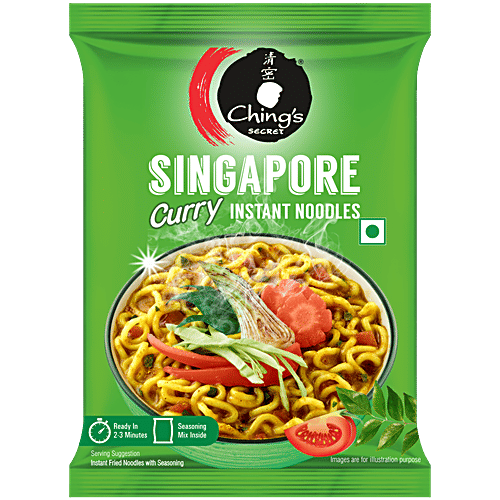 清
密
®
Ching's
SECRET
SINGAPORE
Curry INSTANT NOODLES
Ready In
2-3 Minutes
Seasoning
Mix Inside
Serving Suggestion
Instant Fried Noodles with Seasoning
Images are for illustration purpose